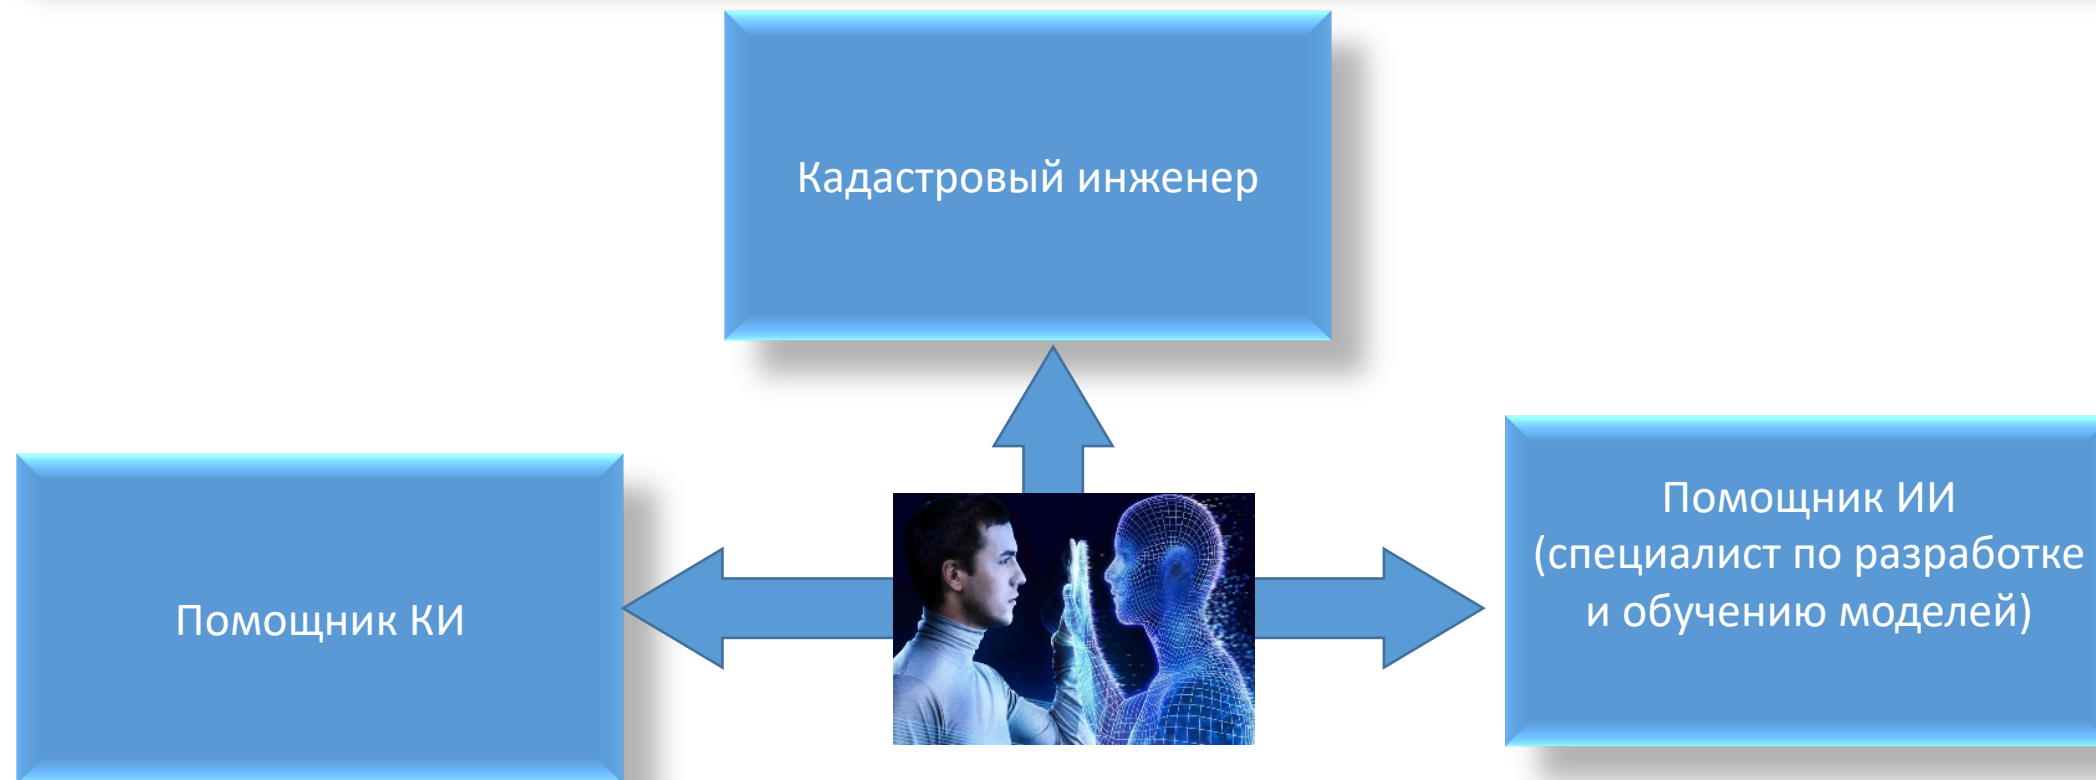 Кадастровый инженер
Помощник КИ
Помощник ИИ
(специалист по разработке
и обучению моделей)